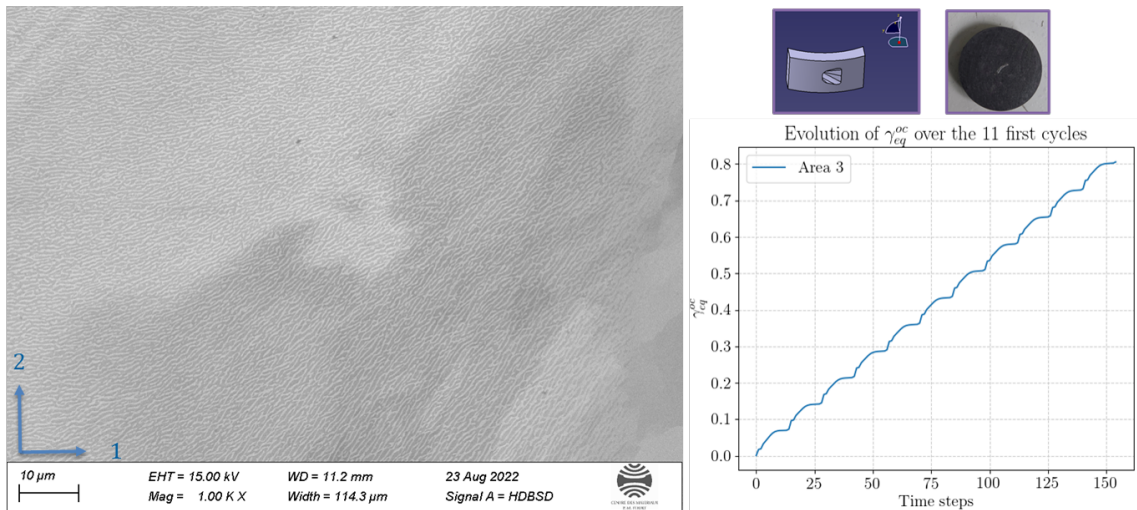 2
1
10 µm
EHT = 15.00 kV
WD = 11.2 mm
23 Aug 2022
Mag = 1.00 K X
Width = 114.3 µm
Signal A = HDBSD
CENTRE DES MATERIAUX
Evolution of γ_eq^oc over the 11 first cycles
Area 3
γ_eq^oc
0.8
0.7
0.6
0.5
0.4
0.3
0.2
0.1
0.0
0 25 50 75 100 125 150
Time steps